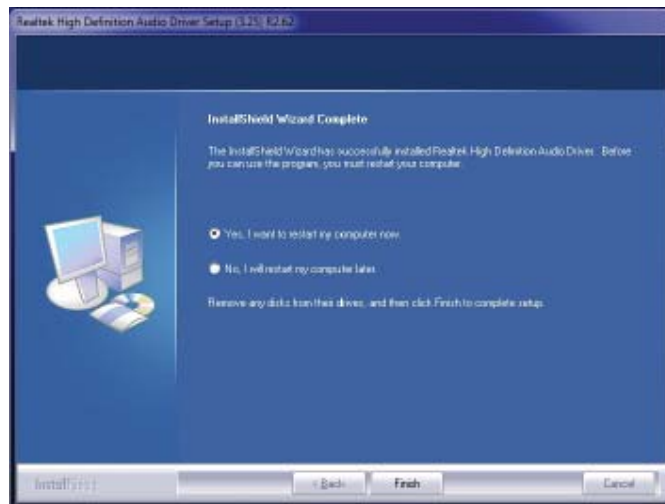 Realtek High Definition Audio Driver Setup (3.25) R2.62
InstallShield Wizard Complete
The InstallShield Wizard has successfully installed Realtek High Definition Audio Driver. Before
you can use the program, you must restart your computer.
Yes, I want to restart my computer now.
No, I will restart my computer later.
Remove any disks from their drives, and then click Finish to complete setup.
InstallShield
< Back
Finish
Cancel